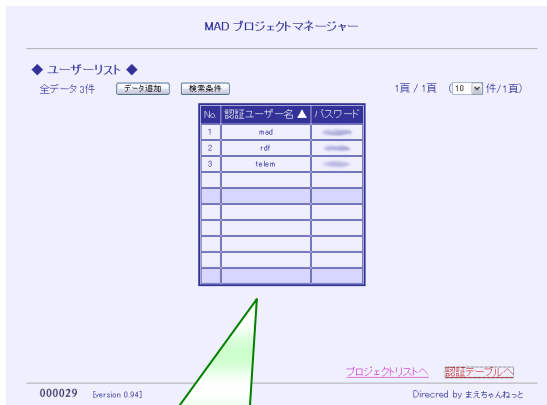 MAD プロジェクトマネージャー
◆ ユーザーリスト ◆
全データ 3件 データ追加 検索条件 1頁 / 1頁 (10 件/1頁)
No. 認証ユーザー名 ▲ パスワード
1 mad
2 rdf
3 telem
プロジェクトリストへ 認証テーブルへ
000029 [version 0.94] Direcred by まえちゃんねっと